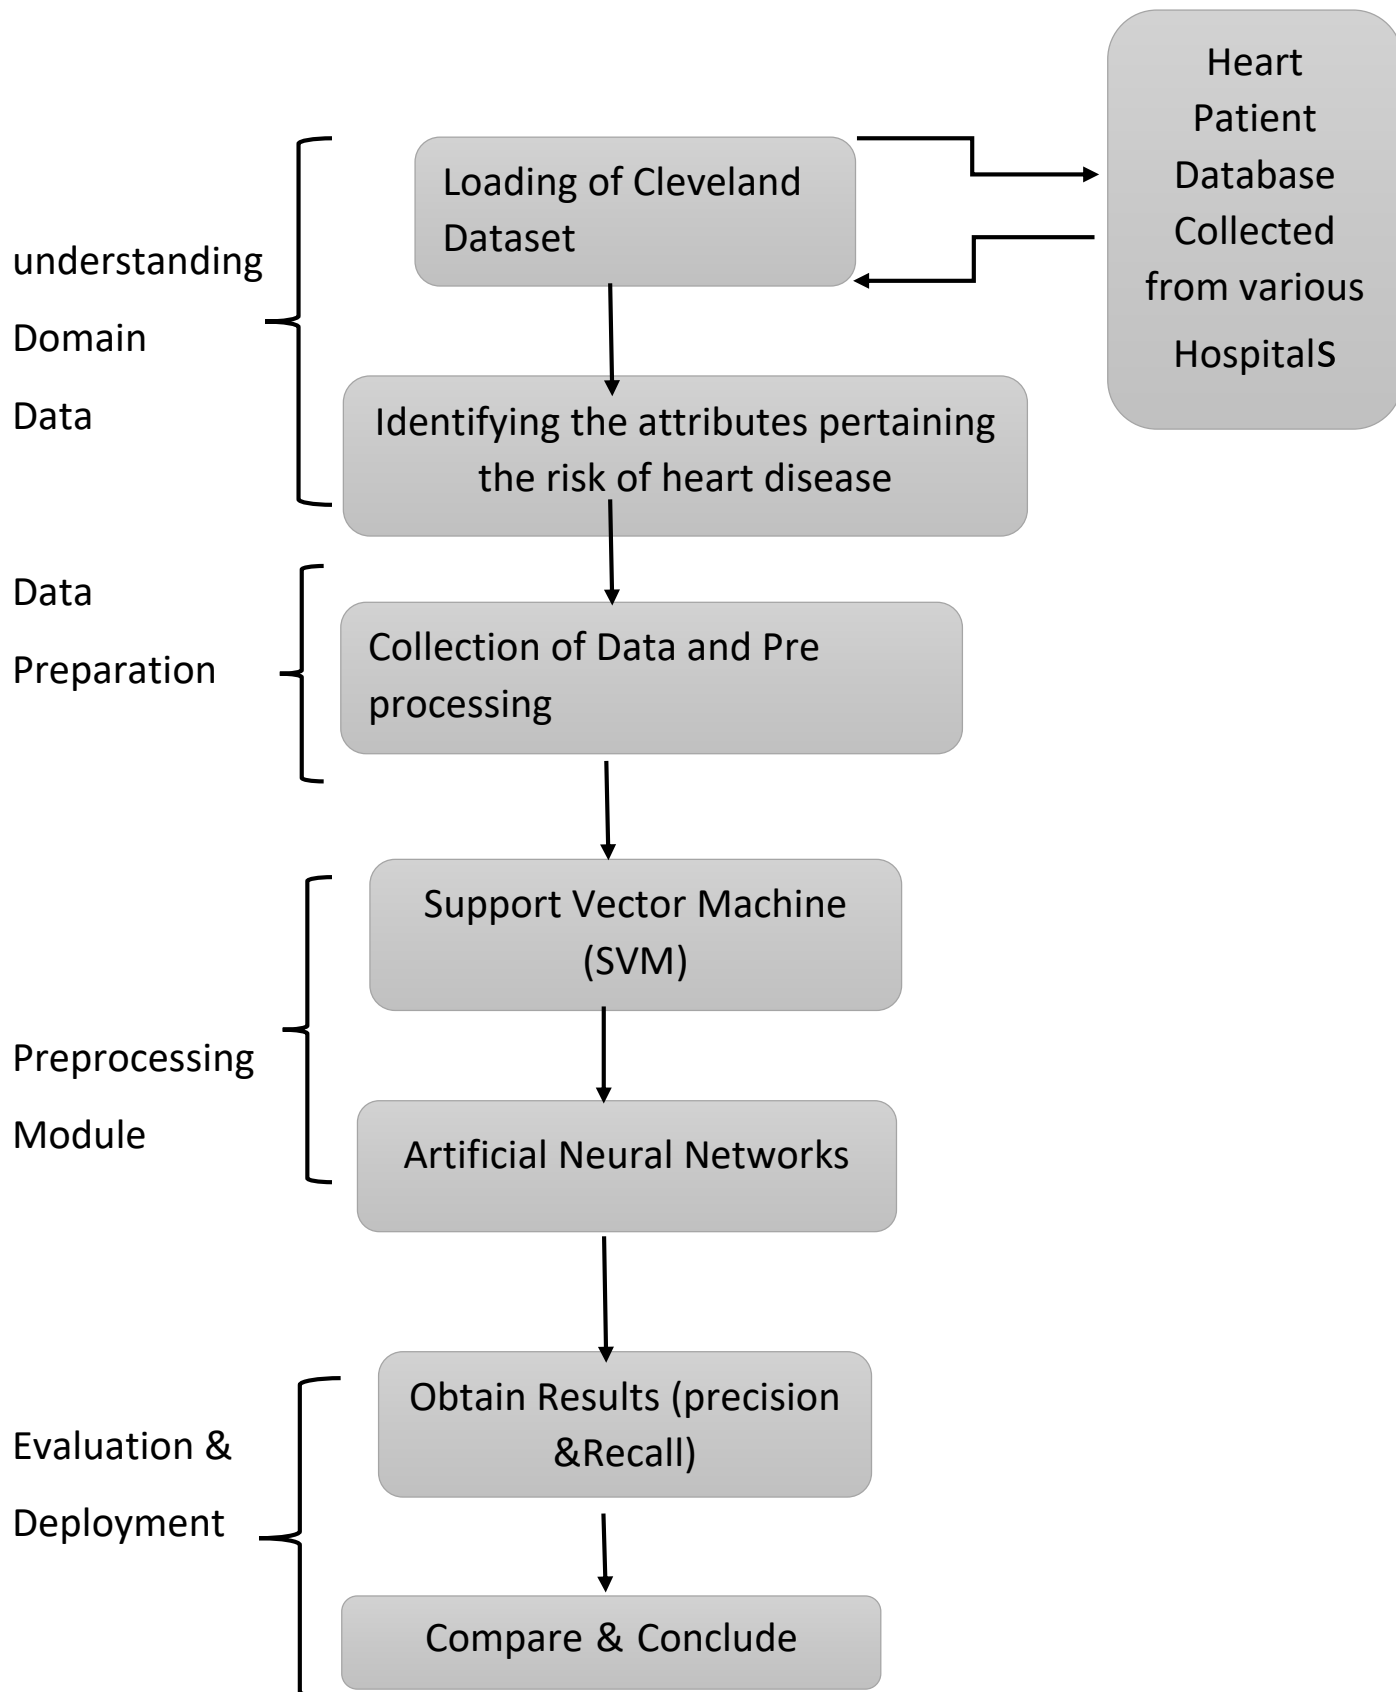 Heart
Patient
Database
Collected
from various
Hospitals
Loading of Cleveland
Dataset
understanding
Domain
Data
Identifying the attributes pertaining
the risk of heart disease
Data
Preparation
Collection of Data and Pre
processing
Support Vector Machine
(SVM)
Preprocessing
Module
Artificial Neural Networks
Obtain Results (precision
&Recall)
Evaluation &
Deployment
Compare & Conclude